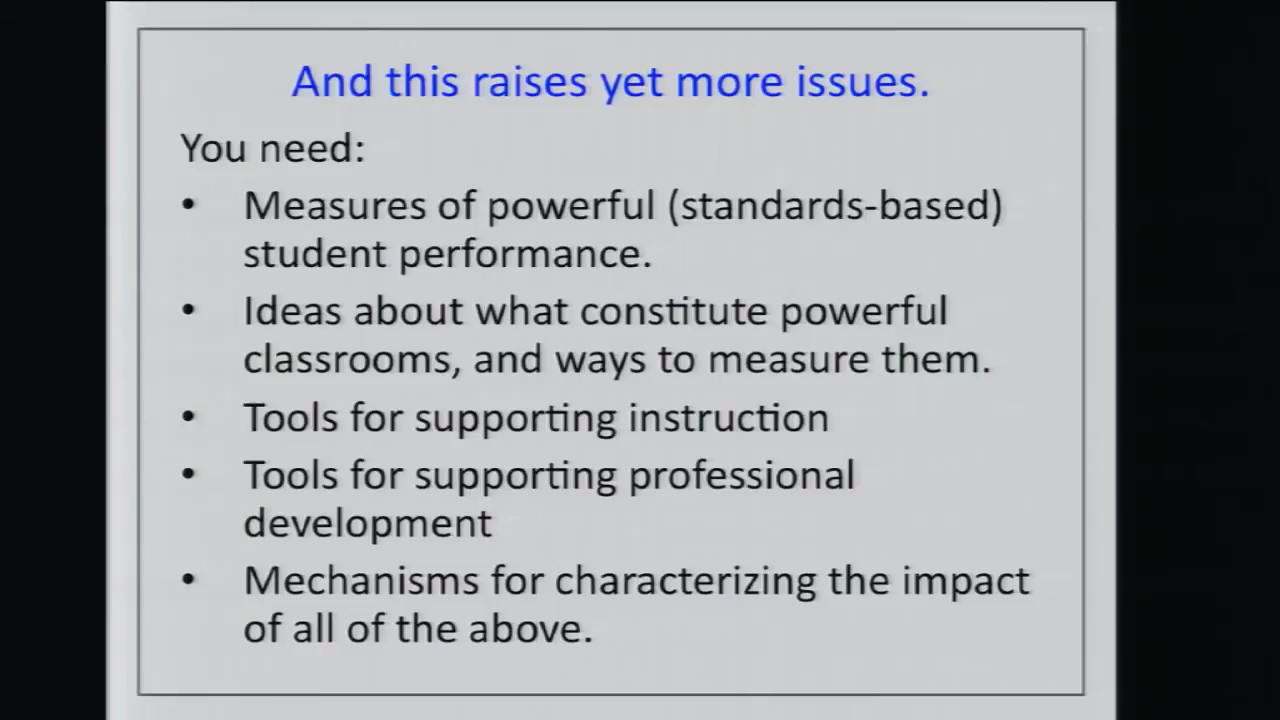 And this raises yet more issues.
You need:
• Measures of powerful (standards-based)
student performance.
• Ideas about what constitute powerful
classrooms, and ways to measure them.
• Tools for supporting instruction
• Tools for supporting professional
development
• Mechanisms for characterizing the impact
of all of the above.